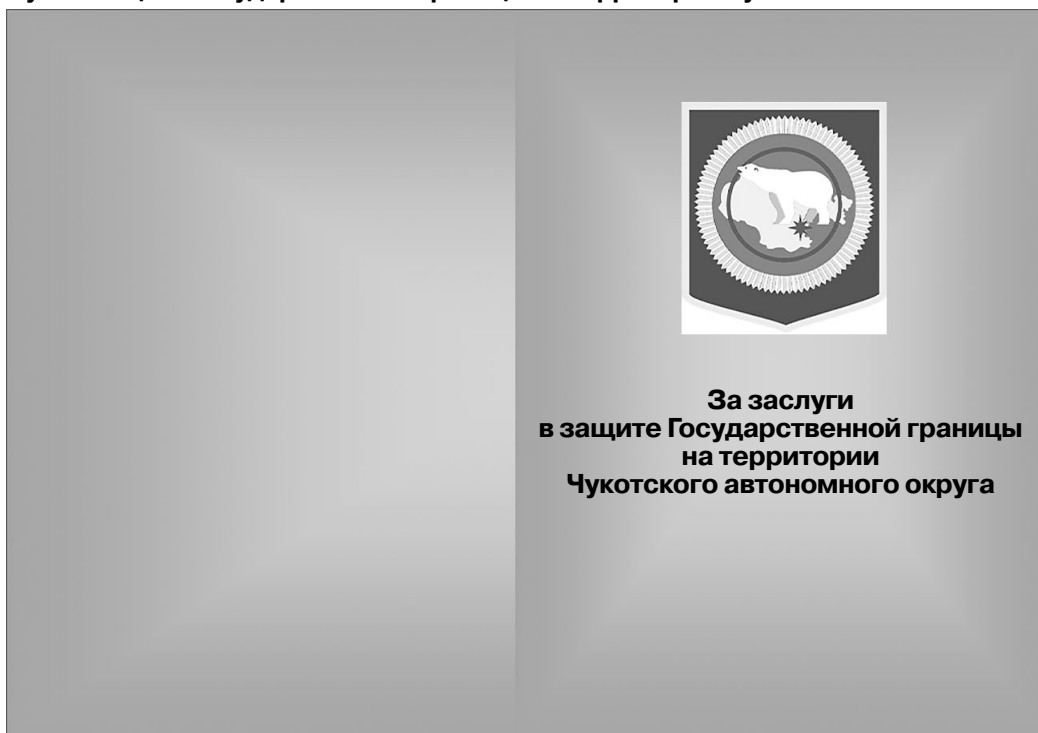 За заслуги
в защите Государственной границы
на территории
Чукотского автономного округа